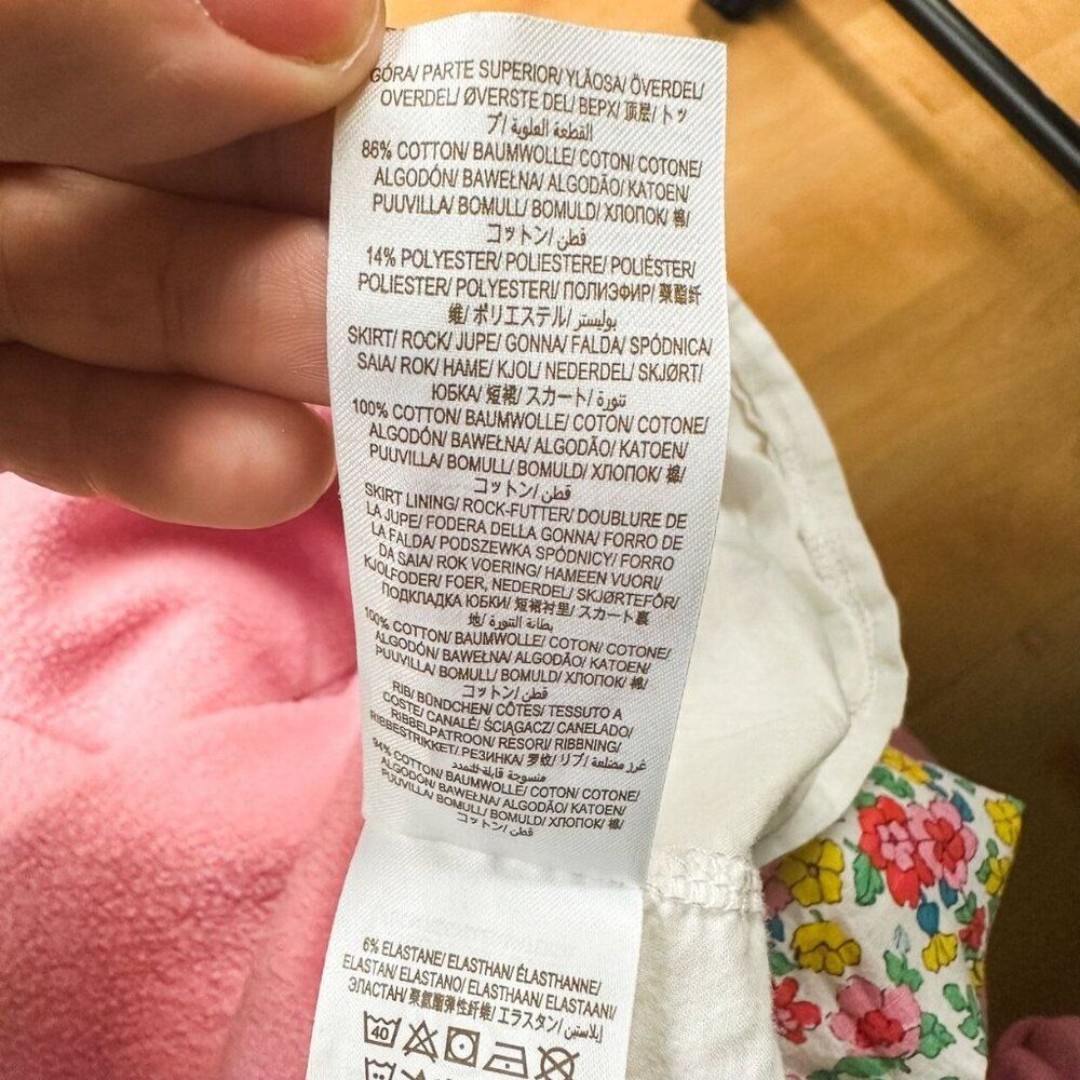 GÓRA/ PARTE SUPERIOR/ YLÄOSA/ ÖVERDEL/
OVERDEL/ ØVERSTE DEL/ ВЕРХ/ 顶层/ トッ
プ/ القطعة العلوية
86% COTTON/ BAUMWOLLE/ COTON/ COTONE/
ALGODÓN/ BAWEŁNA/ ALGODÃO/ KATOEN/
PUUVILLA/ BOMULL/ BOMULD/ ХЛОПОК/ 棉/
コットン/ قطن
14% POLYESTER/ POLIESTERE/ POLIÉSTER/
POLIESTER/ POLYESTERI/ ПОЛИЭФИР/ 聚酯纤
维/ ポリエステル/ بوليستر
SKIRT/ ROCK/ JUPE/ GONNA/ FALDA/ SPÓDNICA/
SAIA/ ROK/ HAME/ KJOL/ NEDERDEL/ SKJØRT/
ЮБКА/ 短裙/ スカート/ تنورة
100% COTTON/ BAUMWOLLE/ COTON/ COTONE/
ALGODÓN/ BAWEŁNA/ ALGODÃO/ KATOEN/
PUUVILLA/ BOMULL/ BOMULD/ ХЛОПОК/ 棉/
コットン/ قطن
SKIRT LINING/ ROCK-FUTTER/ DOUBLURE DE
LA JUPE/ FODERA DELLA GONNA/ FORRO DE
LA FALDA/ PODSZEWKA SPÓDNICY/ FORRO
DA SAIA/ ROK VOERING/ HAMEEN VUORI/
KJOLFODER/ FOER, NEDERDEL/ SKJØRTEFÔR/
ПОДКЛАДКА ЮБКИ/ 短裙衬里/ スカート裏
地/ بطانة التنورة
100% COTTON/ BAUMWOLLE/ COTON/ COTONE/
ALGODÓN/ BAWEŁNA/ ALGODÃO/ KATOEN/
PUUVILLA/ BOMULL/ BOMULD/ ХЛОПОК/ 棉/
コットン/ قطن
RIB/ BÜNDCHEN/ CÔTES/ TESSUTO A
COSTE/ CANALÉ/ ŚCIĄGACZ/ CANELADO/
RIBBELPATROON/ RESORI/ RIBBNING/
RIBBESTRIKKET/ РЕЗИНКА/ 罗纹/ リブ/ غرز مضلعة/
منسوجة قابلة للتمدد
94% COTTON/ BAUMWOLLE/ COTON/ COTONE/
ALGODÓN/ BAWEŁNA/ ALGODÃO/ KATOEN/
PUUVILLA/ BOMULL/ BOMULD/ ХЛОПОК/ 棉/
コットン/ قطن
6% ELASTANE/ ELASTHAN/ ÉLASTHANNE/
ELASTAN/ ELASTANO/ ELASTHAAN/ ELASTAANI/
ЭЛАСТАН/ 聚氨酯弹性纤维/ エラスタン/ إيلاستين
40